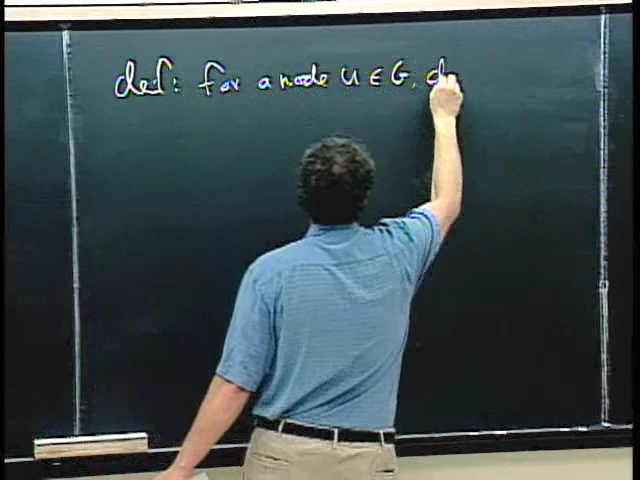 def: for a node u ∈ G, d